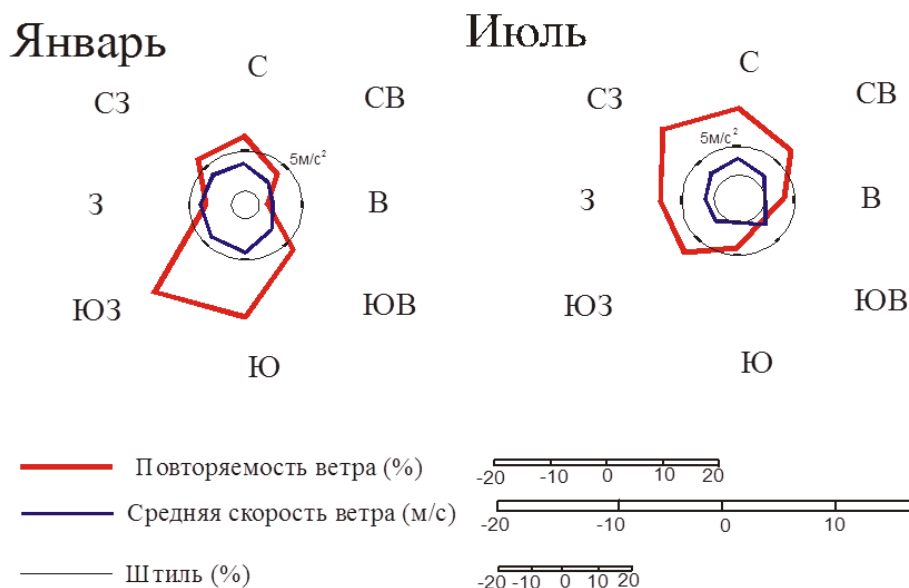 Январь
Июль
С
СЗ
СВ
5м/с²
З
В
ЮЗ
ЮВ
Ю
С
СЗ
СВ
5м/с²
З
В
ЮЗ
ЮВ
Ю
Повторяемость ветра (%)
-20 -10 0 10 20
Средняя скорость ветра (м/с)
-20 -10 0 10
Штиль (%)
-20 -10 0 10 20